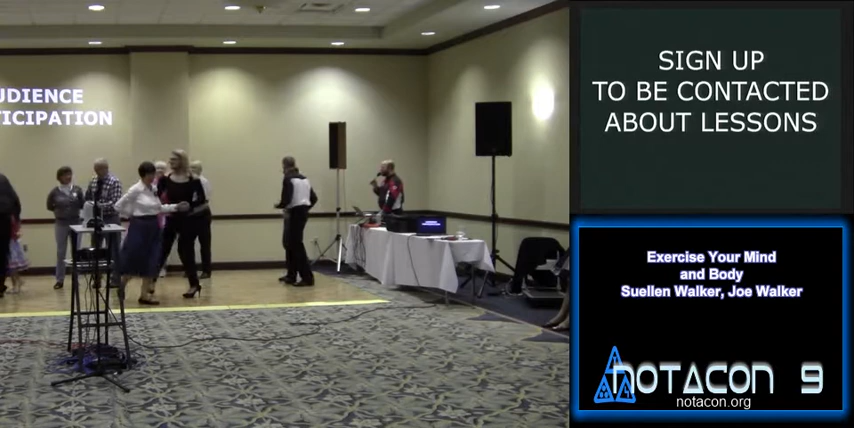 UDIENCE
ICIPATION
SIGN UP
TO BE CONTACTED
ABOUT LESSONS
Exercise Your Mind
and Body
Suellen Walker, Joe Walker
NOTACON 9
notacon.org